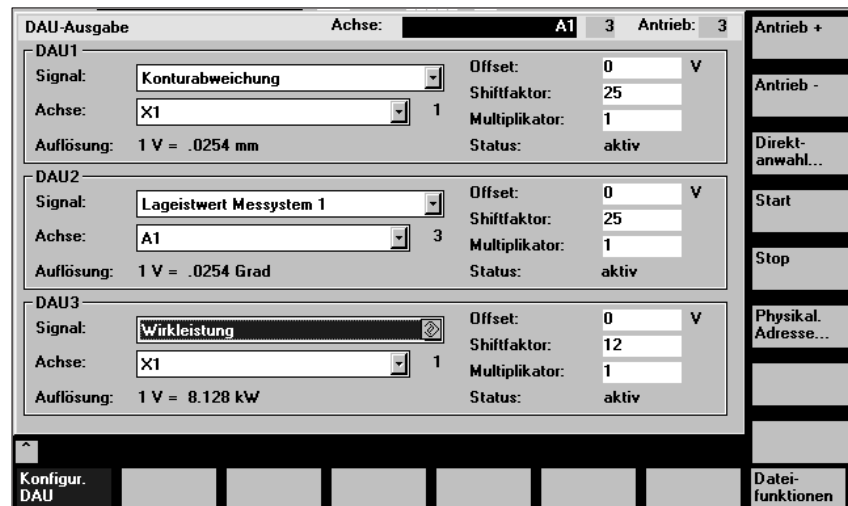 DAU-Ausgabe Achse: A1 3 Antrieb: 3
DAU1
Signal: Konturabweichung
Achse: X1 1
Auflösung: 1 V = .0254 mm
Offset: 0 V
Shiftfaktor: 25
Multiplikator: 1
Status: aktiv
DAU2
Signal: Lageistwert Messystem 1
Achse: A1 3
Auflösung: 1 V = .0254 Grad
Offset: 0 V
Shiftfaktor: 25
Multiplikator: 1
Status: aktiv
DAU3
Signal: Wirkleistung
Achse: X1 1
Auflösung: 1 V = 8.128 kW
Offset: 0 V
Shiftfaktor: 12
Multiplikator: 1
Status: aktiv
Antrieb +
Antrieb -
Direkt-
anwahl...
Start
Stop
Physikal.
Adresse...
^
Konfigur.
DAU
Datei-
funktionen